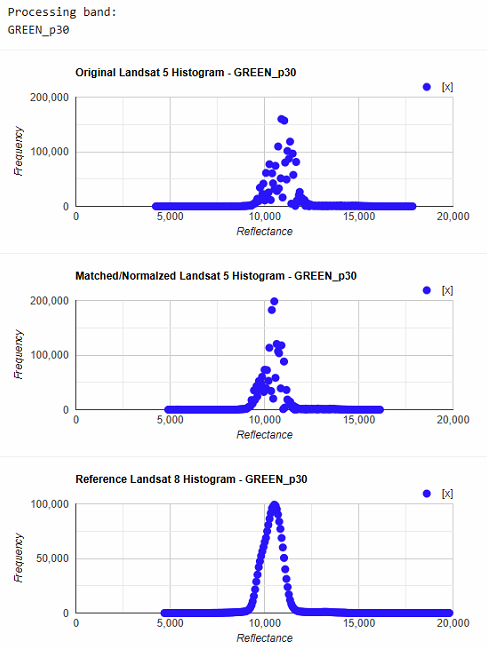 Processing band:
GREEN_p30
Original Landsat 5 Histogram - GREEN_p30
[x]
200,000
100,000
0
Frequency
0 5,000 10,000 15,000 20,000
Reflectance
Matched/Normalzed Landsat 5 Histogram - GREEN_p30
[x]
200,000
100,000
0
Frequency
0 5,000 10,000 15,000 20,000
Reflectance
Reference Landsat 8 Histogram - GREEN_p30
[x]
100,000
50,000
0
Frequency
0 5,000 10,000 15,000 20,000
Reflectance